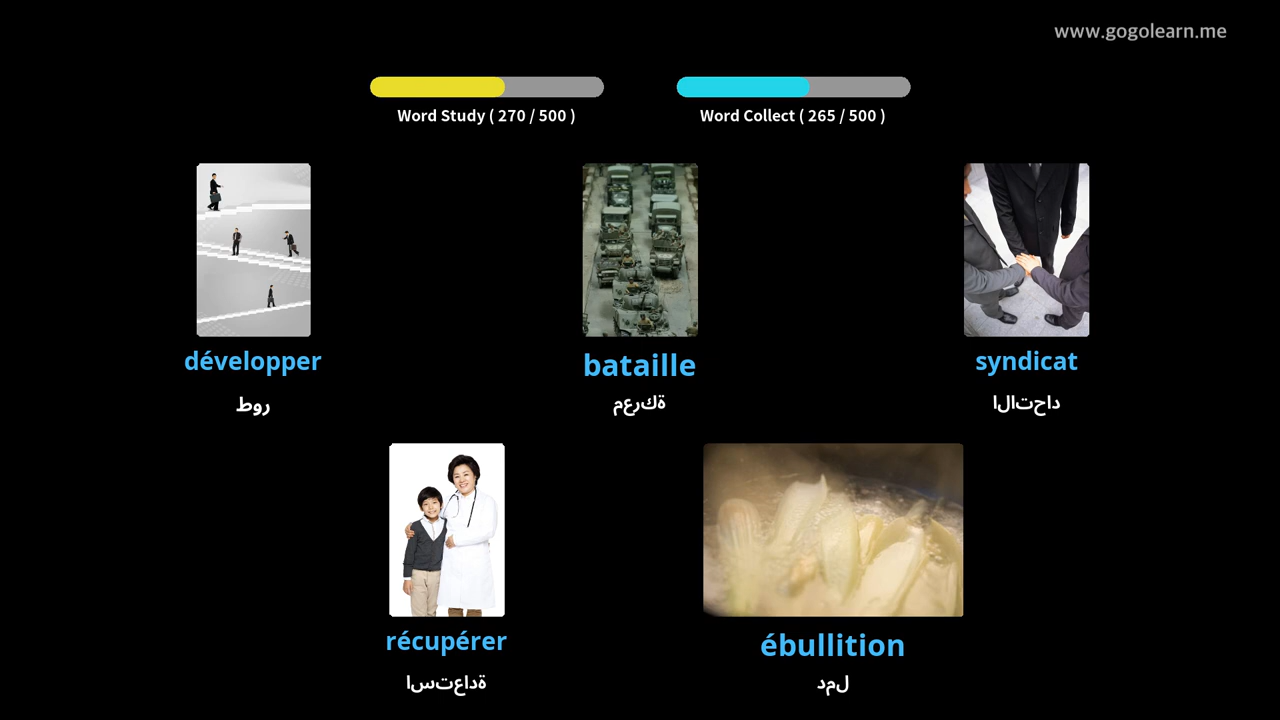 www.gogolearn.me
Word Study ( 270 / 500 )
Word Collect ( 265 / 500 )
développer
طور
bataille
معركة
syndicat
الاتحاد
récupérer
استعادة
ébullition
دمل